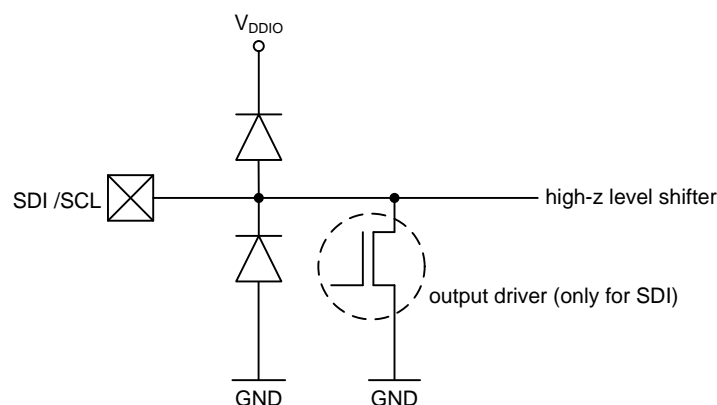 VDDIO
SDI /SCL
high-z level shifter
output driver (only for SDI)
GND
GND